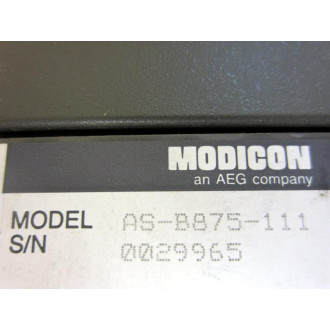 MODICON
an AEG company
MODEL AS-B875-111
S/N 0029965